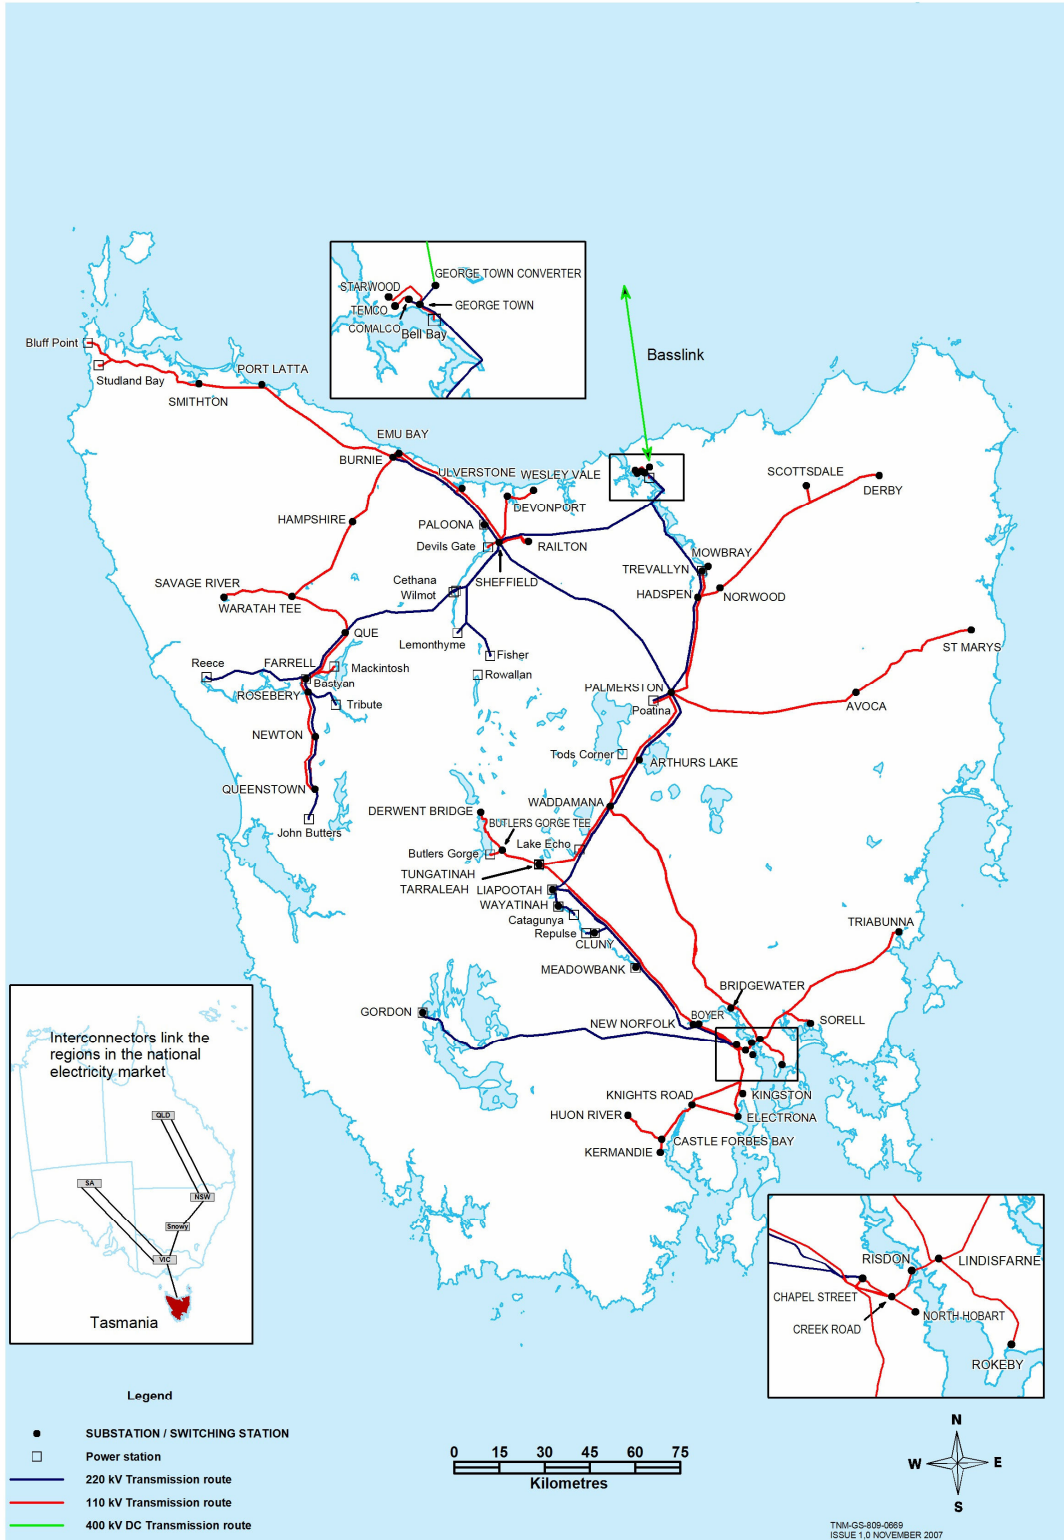 GEORGE TOWN CONVERTER
STARWOOD
TEMCO
GEORGE TOWN
COMALCO
Bell Bay
Bluff Point
Studland Bay
SMITHTON
PORT LATTA
Basslink
EMU BAY
BURNIE
ULVERSTONE
WESLEY VALE
DEVONPORT
SCOTTSDALE
DERBY
HAMPSHIRE
PALOONA
Devils Gate
RAILTON
SHEFFIELD
MOWBRAY
TREVALLYN
HADSPEN
NORWOOD
SAVAGE RIVER
WARATAH TEE
Cethana
Wilmot
Lemonthyme
Fisher
Rowallan
QUE
ST MARYS
Reece
FARRELL
Mackintosh
Bastyan
ROSEBERY
Tribute
PALMERSTON
Poatina
AVOCA
NEWTON
Tods Corner
ARTHURS LAKE
QUEENSTOWN
John Butters
DERWENT BRIDGE
WADDAMANA
BUTLERS GORGE TEE
Lake Echo
Butlers Gorge
TUNGATINAH
TARRALEAH
LIAPOOTAH
WAYATINAH
Catagunya
Repulse
CLUNY
TRIABUNNA
MEADOWBANK
BRIDGEWATER
GORDON
NEW NORFOLK
BOYER
SORELL
KNIGHTS ROAD
KINGSTON
HUON RIVER
ELECTRONA
CASTLE FORBES BAY
KERMANDIE
Interconnectors link the
regions in the national
electricity market
QLD
SA
NSW
Snowy
VIC
Tasmania
RISDON
LINDISFARNE
CHAPEL STREET
NORTH HOBART
CREEK ROAD
ROKEBY
Legend
SUBSTATION / SWITCHING STATION
Power station
220 kV Transmission route
110 kV Transmission route
400 kV DC Transmission route
0 15 30 45 60 75
Kilometres
N
W E
S
TNM-GS-809-0669
ISSUE 1,0 NOVEMBER 2007